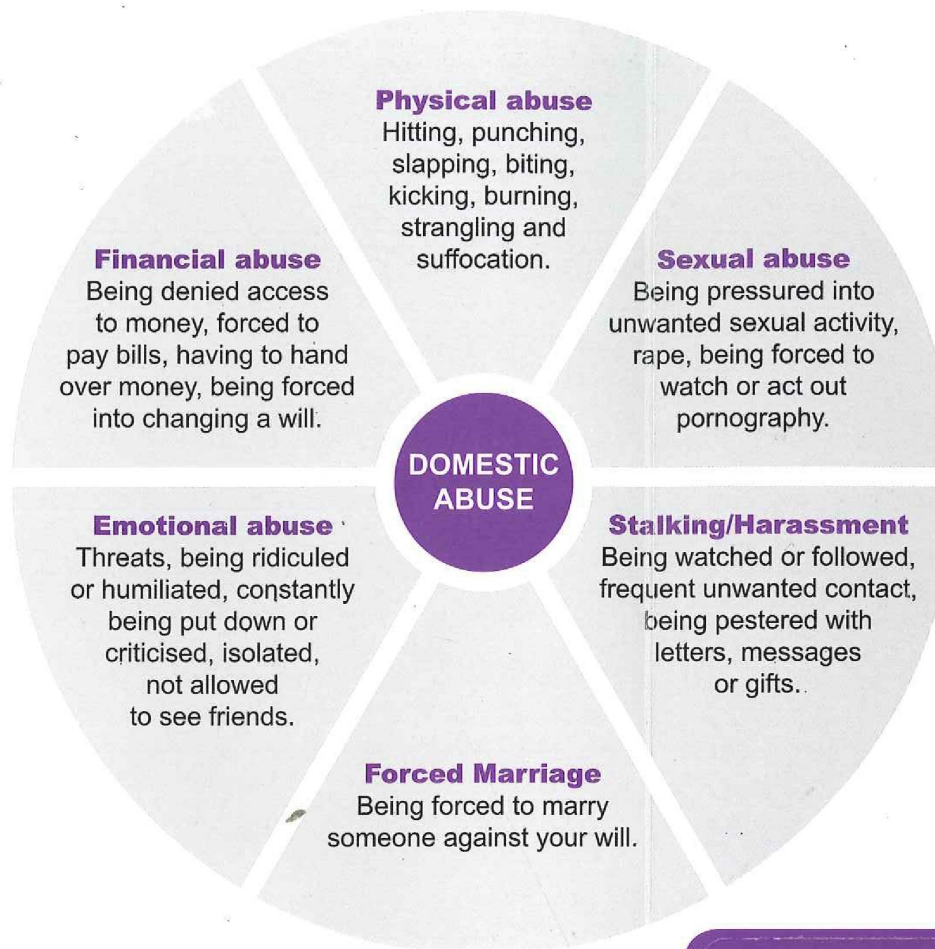 Physical abuse
Hitting, punching,
slapping, biting,
kicking, burning,
strangling and
suffocation.
Sexual abuse
Being pressured into
unwanted sexual activity,
rape, being forced to
watch or act out
pornography.
Stalking/Harassment
Being watched or followed,
frequent unwanted contact,
being pestered with
letters, messages
or gifts.
Forced Marriage
Being forced to marry
someone against your will.
Emotional abuse
Threats, being ridiculed
or humiliated, constantly
being put down or
criticised, isolated,
not allowed
to see friends.
Financial abuse
Being denied access
to money, forced to
pay bills, having to hand
over money, being forced
into changing a will.
DOMESTIC
ABUSE